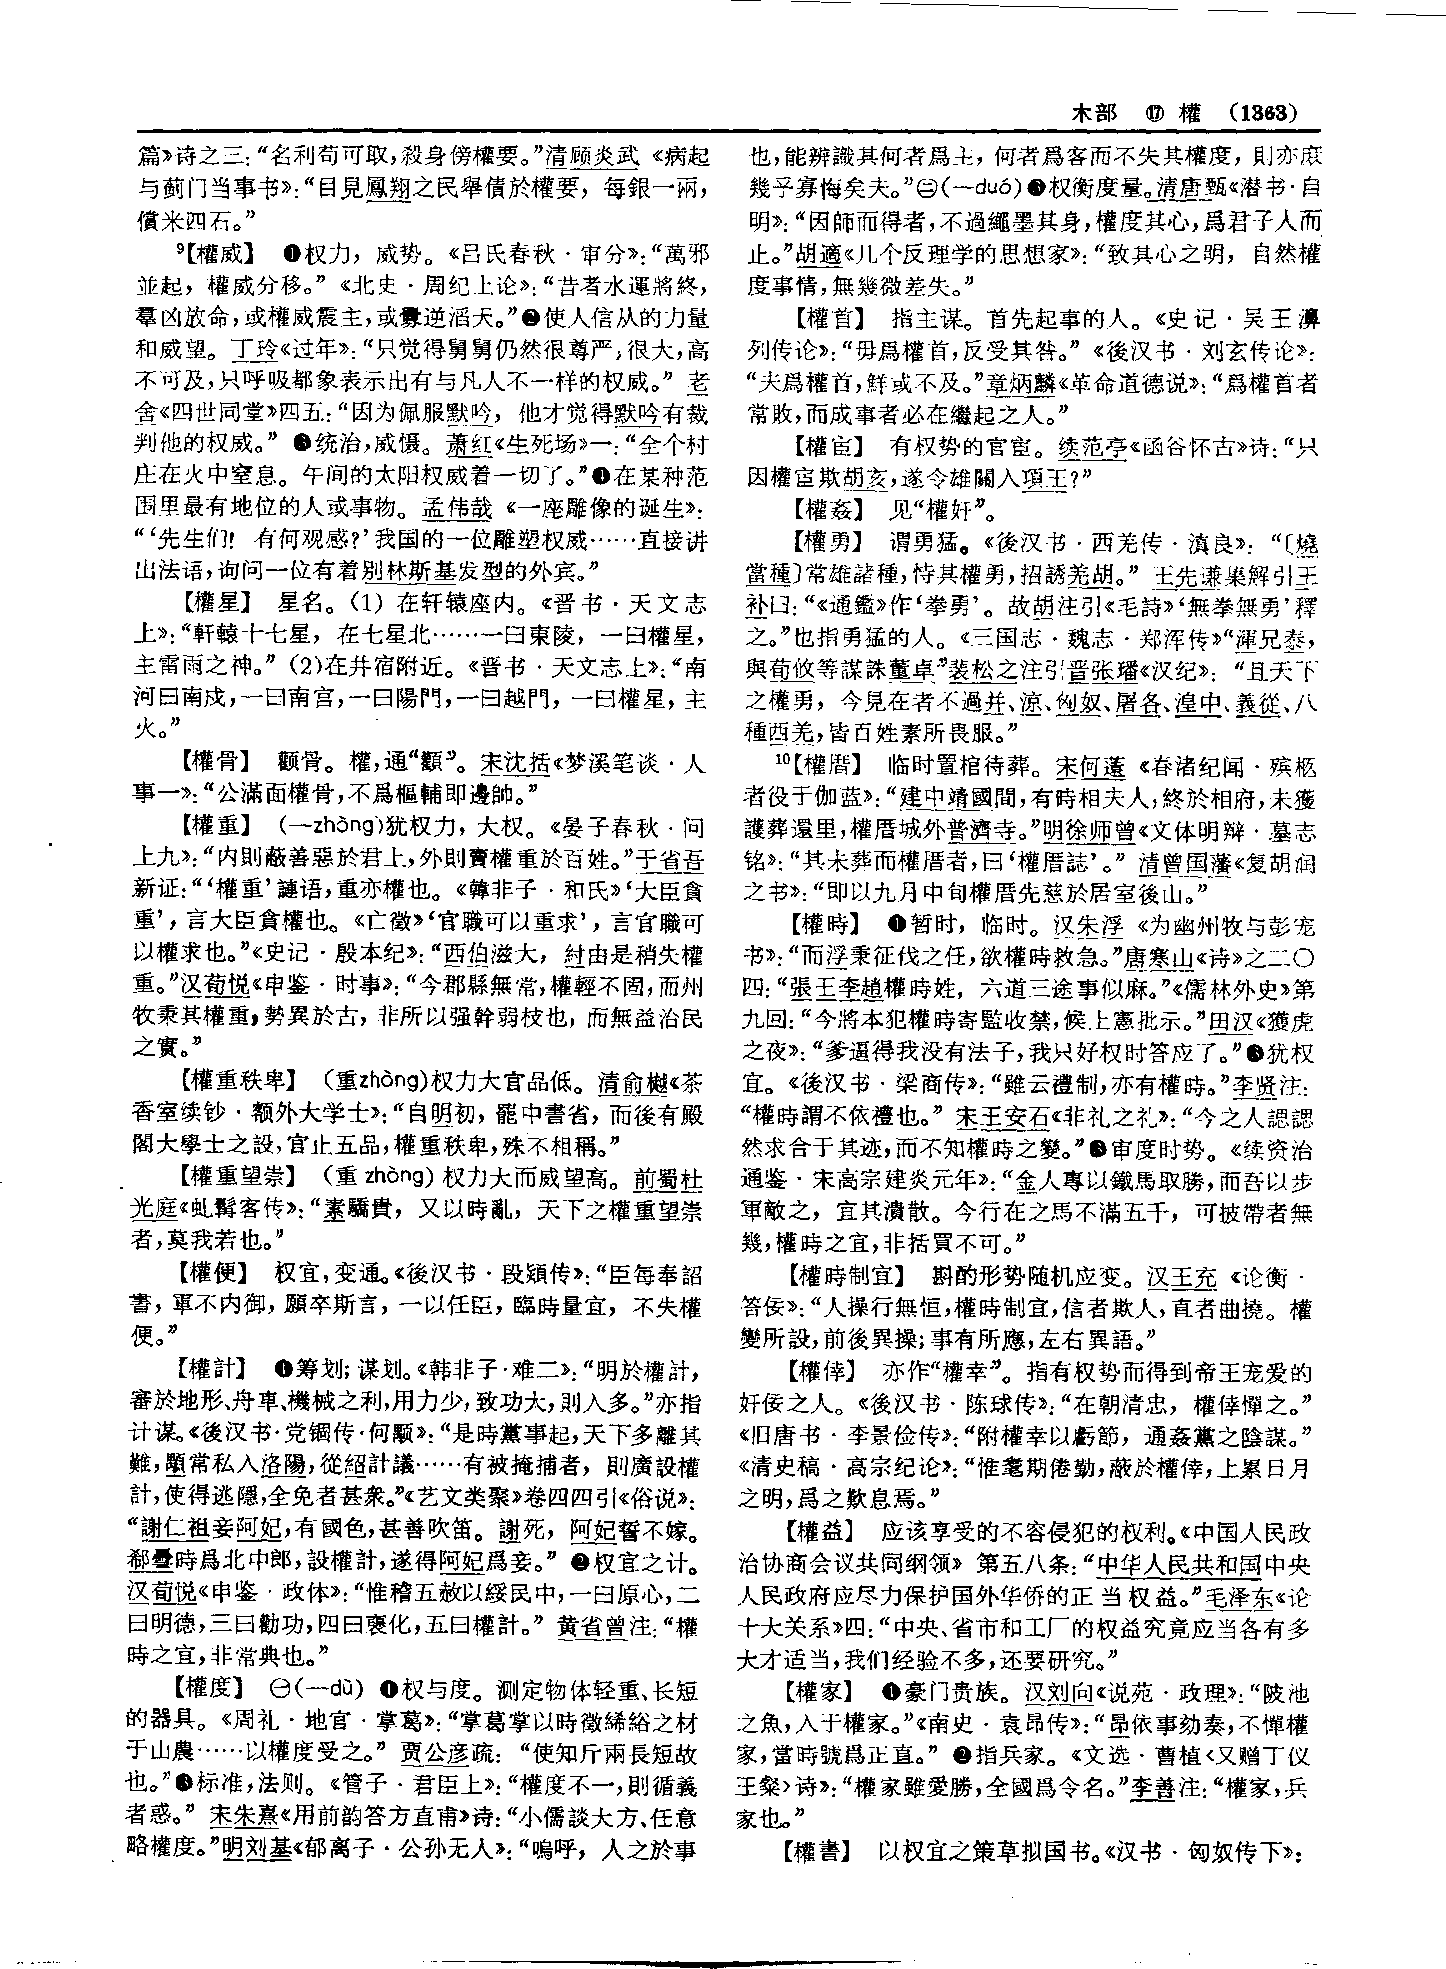 木部 ⑰ 權 （1363）
篇》诗之三：“名利苟可取，殺身傍權要。”清顾炎武《病起
与蓟门当事书》：“目見鳳翔之民舉債於權要，每銀一兩，
償米四石。”
⁹【權威】 ❶权力，威势。《吕氏春秋·审分》：“萬邪
並起，權威分移。”《北史·周纪上论》：“昔者水運將終，
羣凶放命，或權威震主，或釁逆滔天。”❷使人信从的力量
和威望。丁玲《过年》：“只觉得舅舅仍然很尊严，很大，高
不可及，只呼吸都象表示出有与凡人不一样的权威。”老
舍《四世同堂》四五：“因为佩服默吟，他才觉得默吟有裁
判他的权威。”❸统治，威慑。萧红《生死场》一：“全个村
庄在火中窒息。午间的太阳权威着一切了。”❹在某种范
围里最有地位的人或事物。孟伟哉《一座雕像的诞生》：
“‘先生们！有何观感？’我国的一位雕塑权威……直接讲
出法语，询问一位有着别林斯基发型的外宾。”
【權星】 星名。（1）在轩辕座内。《晋书·天文志
上》：“軒轅十七星，在七星北……一曰東陵，一曰權星，
主雷雨之神。”（2）在井宿附近。《晋书·天文志上》：“南
河曰南戍，一曰南宫，一曰陽門，一曰越門，一曰權星，主
火。”
【權骨】 颧骨。權，通“顴”。宋沈括《梦溪笔谈·人
事一》：“公滿面權骨，不爲樞輔即邊帥。”
【權重】 （—zhòng）犹权力，大权。《晏子春秋·问
上九》：“内則蔽善惡於君上，外則賣權重於百姓。”于省吾
新证：“‘權重’謰语，重亦權也。《韓非子·和氏》‘大臣貪
重’，言大臣貪權也。《亡徵》‘官職可以重求’，言官職可
以權求也。”《史记·殷本纪》：“西伯滋大，紂由是稍失權
重。”汉荀悦《申鉴·时事》：“今郡縣無常，權輕不固，而州
牧秉其權重，勢異於古，非所以强幹弱枝也，而無益治民
之實。”
【權重秩卑】 （重zhòng）权力大官品低。清俞樾《茶
香室续钞·额外大学士》：“自明初，罷中書省，而後有殿
閣大學士之設，官止五品，權重秩卑，殊不相稱。”
【權重望崇】 （重 zhòng）权力大而威望高。前蜀杜
光庭《虬髯客传》：“素驕貴，又以時亂，天下之權重望崇
者，莫我若也。”
【權便】 权宜，变通。《後汉书·段熲传》：“臣每奉詔
書，軍不内御，願卒斯言，一以任臣，臨時量宜，不失權
便。”
【權計】 ❶筹划；谋划。《韩非子·难二》：“明於權計，
審於地形、舟車、機械之利，用力少，致功大，則入多。”亦指
计谋。《後汉书·党锢传·何颙》：“是時黨事起，天下多離其
難，顒常私入洛陽，從紹計議……有被掩捕者，則廣設權
計，使得逃隱，全免者甚衆。”《艺文类聚》卷四四引《俗说》：
“謝仁祖妾阿妃，有國色，甚善吹笛。謝死，阿妃誓不嫁。
郗曇時爲北中郎，設權計，遂得阿妃爲妾。”❷权宜之计。
汉荀悦《申鉴·政体》：“惟稽五赦以綏民中，一曰原心，二
曰明德，三曰勸功，四曰褒化，五曰權計。”黄省曾注：“權
時之宜，非常典也。”
【權度】 ㊀（—dù）❶权与度。测定物体轻重、长短
的器具。《周礼·地官·掌葛》：“掌葛掌以時徵絺綌之材
于山農……以權度受之。”贾公彦疏：“使知斤兩長短故
也。”❷标准，法则。《管子·君臣上》：“權度不一，則循義
者惑。”宋朱熹《用前韵答方直甫》诗：“小儒談大方，任意
略權度。”明刘基《郁离子·公孙无人》：“嗚呼，人之於事
也，能辨識其何者爲主，何者爲客而不失其權度，則亦庶
幾乎寡悔矣夫。”㊁（—duó）❶权衡度量。清唐甄《潜书·自
明》：“因師而得者，不過繩墨其身，權度其心，爲君子人而
止。”胡適《几个反理学的思想家》：“致其心之明，自然權
度事情，無幾微差失。”
【權首】 指主谋。首先起事的人。《史记·吴王濞
列传论》：“毋爲權首，反受其咎。”《後汉书·刘玄传论》：
“夫爲權首，鮮或不及。”章炳麟《革命道德说》：“爲權首者
常敗，而成事者必在繼起之人。”
【權宦】 有权势的官宦。续范亭《函谷怀古》诗：“只
因權宦欺胡亥，遂令雄關入項王？”
【權姦】 见“權奸”。
【權勇】 谓勇猛。《後汉书·西羌传·滇良》：“〔燒
當種〕常雄諸種，恃其權勇，招誘羌胡。”王先谦集解引王
补曰：“《通鑑》作‘拳勇’。故胡注引《毛詩》‘無拳無勇’釋
之。”也指勇猛的人。《三国志·魏志·郑浑传》“渾兄泰，
與荀攸等謀誅董卓”裴松之注引晋张璠《汉纪》：“且天下
之權勇，今見在者不過并、涼、匈奴、屠各、湟中、義從、八
種西羌，皆百姓素所畏服。”
¹⁰【權厝】 临时置棺待葬。宋何薳《春渚纪闻·殡柩
者役于伽蓝》：“建中靖國間，有時相夫人，終於相府，未獲
護葬還里，權厝城外普濟寺。”明徐师曾《文体明辩·墓志
铭》：“其未葬而權厝者，曰‘權厝誌’。”清曾国藩《复胡润
之书》：“即以九月中旬權厝先慈於居室後山。”
【權時】 ❶暂时，临时。汉朱浮《为幽州牧与彭宠
书》：“而浮秉征伐之任，欲權時救急。”唐寒山《诗》之二〇
四：“張王李趙權時姓，六道三途事似麻。”《儒林外史》第
九回：“今將本犯權時寄監收禁，候上憲批示。”田汉《獲虎
之夜》：“爹逼得我没有法子，我只好权时答应了。”❷犹权
宜。《後汉书·梁商传》：“雖云禮制，亦有權時。”李贤注：
“權時謂不依禮也。”宋王安石《非礼之礼》：“今之人諰諰
然求合于其迹，而不知權時之變。”❸审度时势。《续资治
通鉴·宋高宗建炎元年》：“金人專以鐵馬取勝，而吾以步
軍敵之，宜其潰散。今行在之馬不滿五千，可披帶者無
幾，權時之宜，非括買不可。”
【權時制宜】 斟酌形势随机应变。汉王充《论衡·
答佞》：“人操行無恒，權時制宜，信者欺人，直者曲撓。權
變所設，前後異操；事有所應，左右異語。”
【權倖】 亦作“權幸”。指有权势而得到帝王宠爱的
奸佞之人。《後汉书·陈球传》：“在朝清忠，權倖憚之。”
《旧唐书·李景俭传》：“附權幸以虧節，通姦黨之陰謀。”
《清史稿·高宗纪论》：“惟耄期倦勤，蔽於權倖，上累日月
之明，爲之歎息焉。”
【權益】 应该享受的不容侵犯的权利。《中国人民政
治协商会议共同纲领》第五八条：“中华人民共和国中央
人民政府应尽力保护国外华侨的正当权益。”毛泽东《论
十大关系》四：“中央、省市和工厂的权益究竟应当各有多
大才适当，我们经验不多，还要研究。”
【權家】 ❶豪门贵族。汉刘向《说苑·政理》：“陂池
之魚，入于權家。”《南史·袁昂传》：“昂依事劾奏，不憚權
家，當時號爲正直。”❷指兵家。《文选·曹植〈又赠丁仪
王粲〉诗》：“權家雖愛勝，全國爲令名。”李善注：“權家，兵
家也。”
【權書】 以权宜之策草拟国书。《汉书·匈奴传下》：